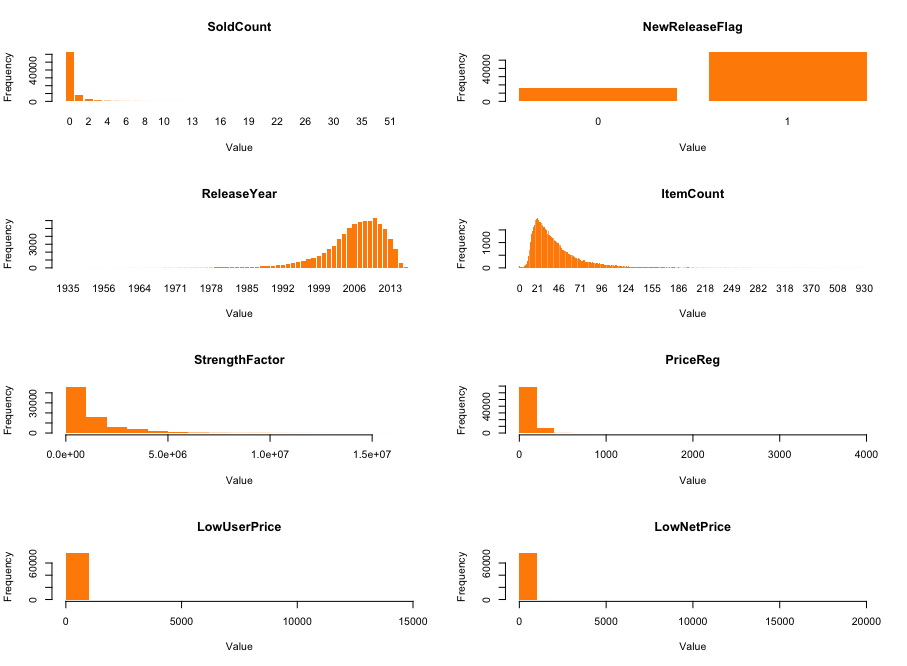 SoldCount
Frequency
0 40000
0 2 4 6 8 10 13 16 19 22 26 30 35 51
Value
NewReleaseFlag
Frequency
0 40000
0 1
Value
ReleaseYear
Frequency
0 3000
1935 1956 1964 1971 1978 1985 1992 1999 2006 2013
Value
ItemCount
Frequency
0 1000
0 21 46 71 96 124 155 186 218 249 282 318 370 508 930
Value
StrengthFactor
Frequency
0 30000
0.0e+00 5.0e+06 1.0e+07 1.5e+07
Value
PriceReg
Frequency
0 40000
0 1000 2000 3000 4000
Value
LowUserPrice
Frequency
0 60000
0 5000 10000 15000
Value
LowNetPrice
Frequency
0 60000
0 5000 10000 15000 20000
Value